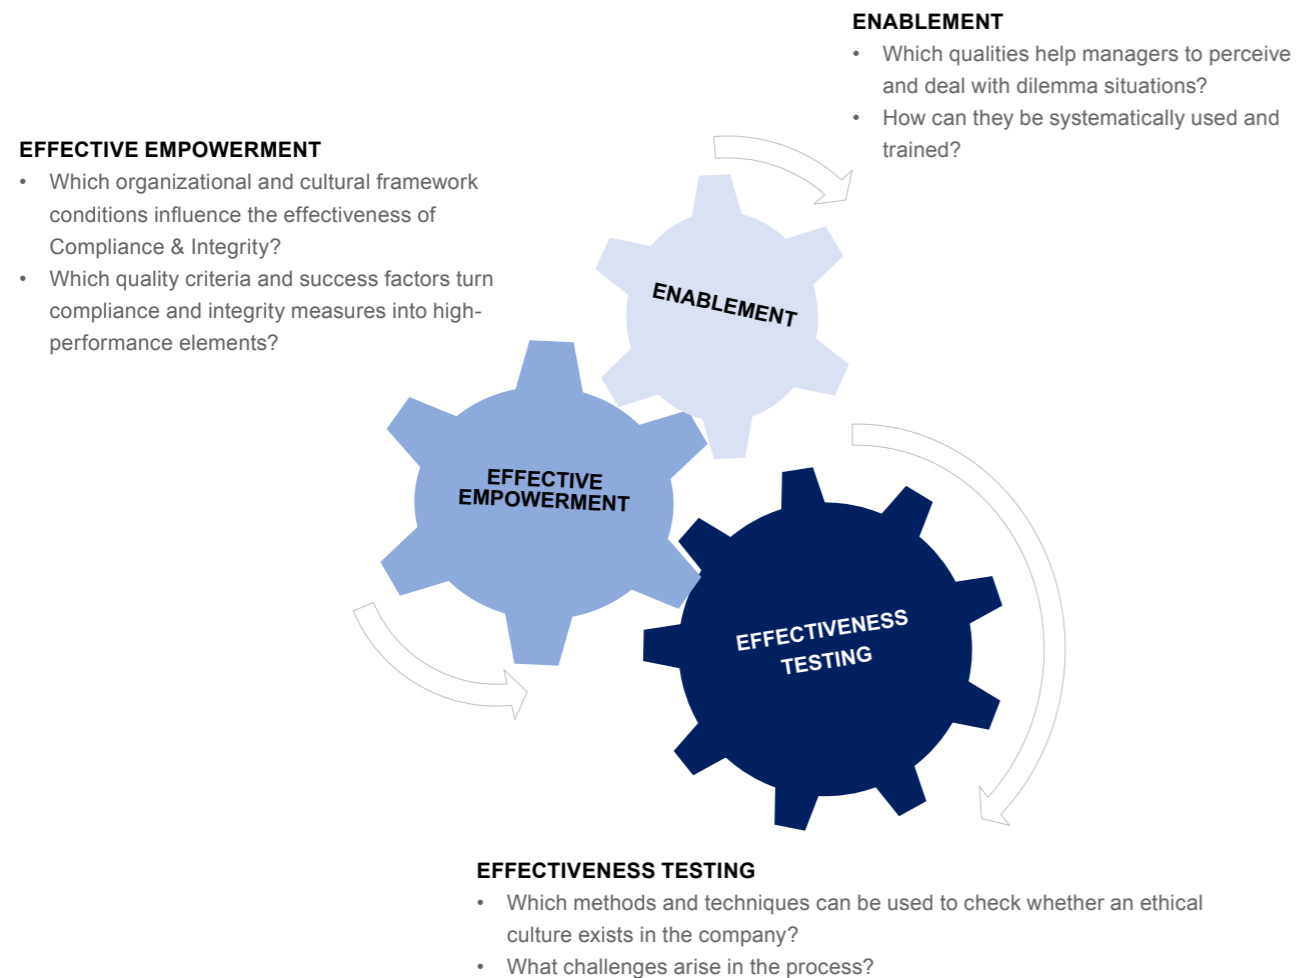 ENABLEMENT
• Which qualities help managers to perceive
and deal with dilemma situations?
• How can they be systematically used and
trained?
EFFECTIVE EMPOWERMENT
• Which organizational and cultural framework
conditions influence the effectiveness of
Compliance & Integrity?
• Which quality criteria and success factors turn
compliance and integrity measures into high-
performance elements?
ENABLEMENT
EFFECTIVE
EMPOWERMENT
EFFECTIVENESS
TESTING
EFFECTIVENESS TESTING
• Which methods and techniques can be used to check whether an ethical
culture exists in the company?
• What challenges arise in the process?